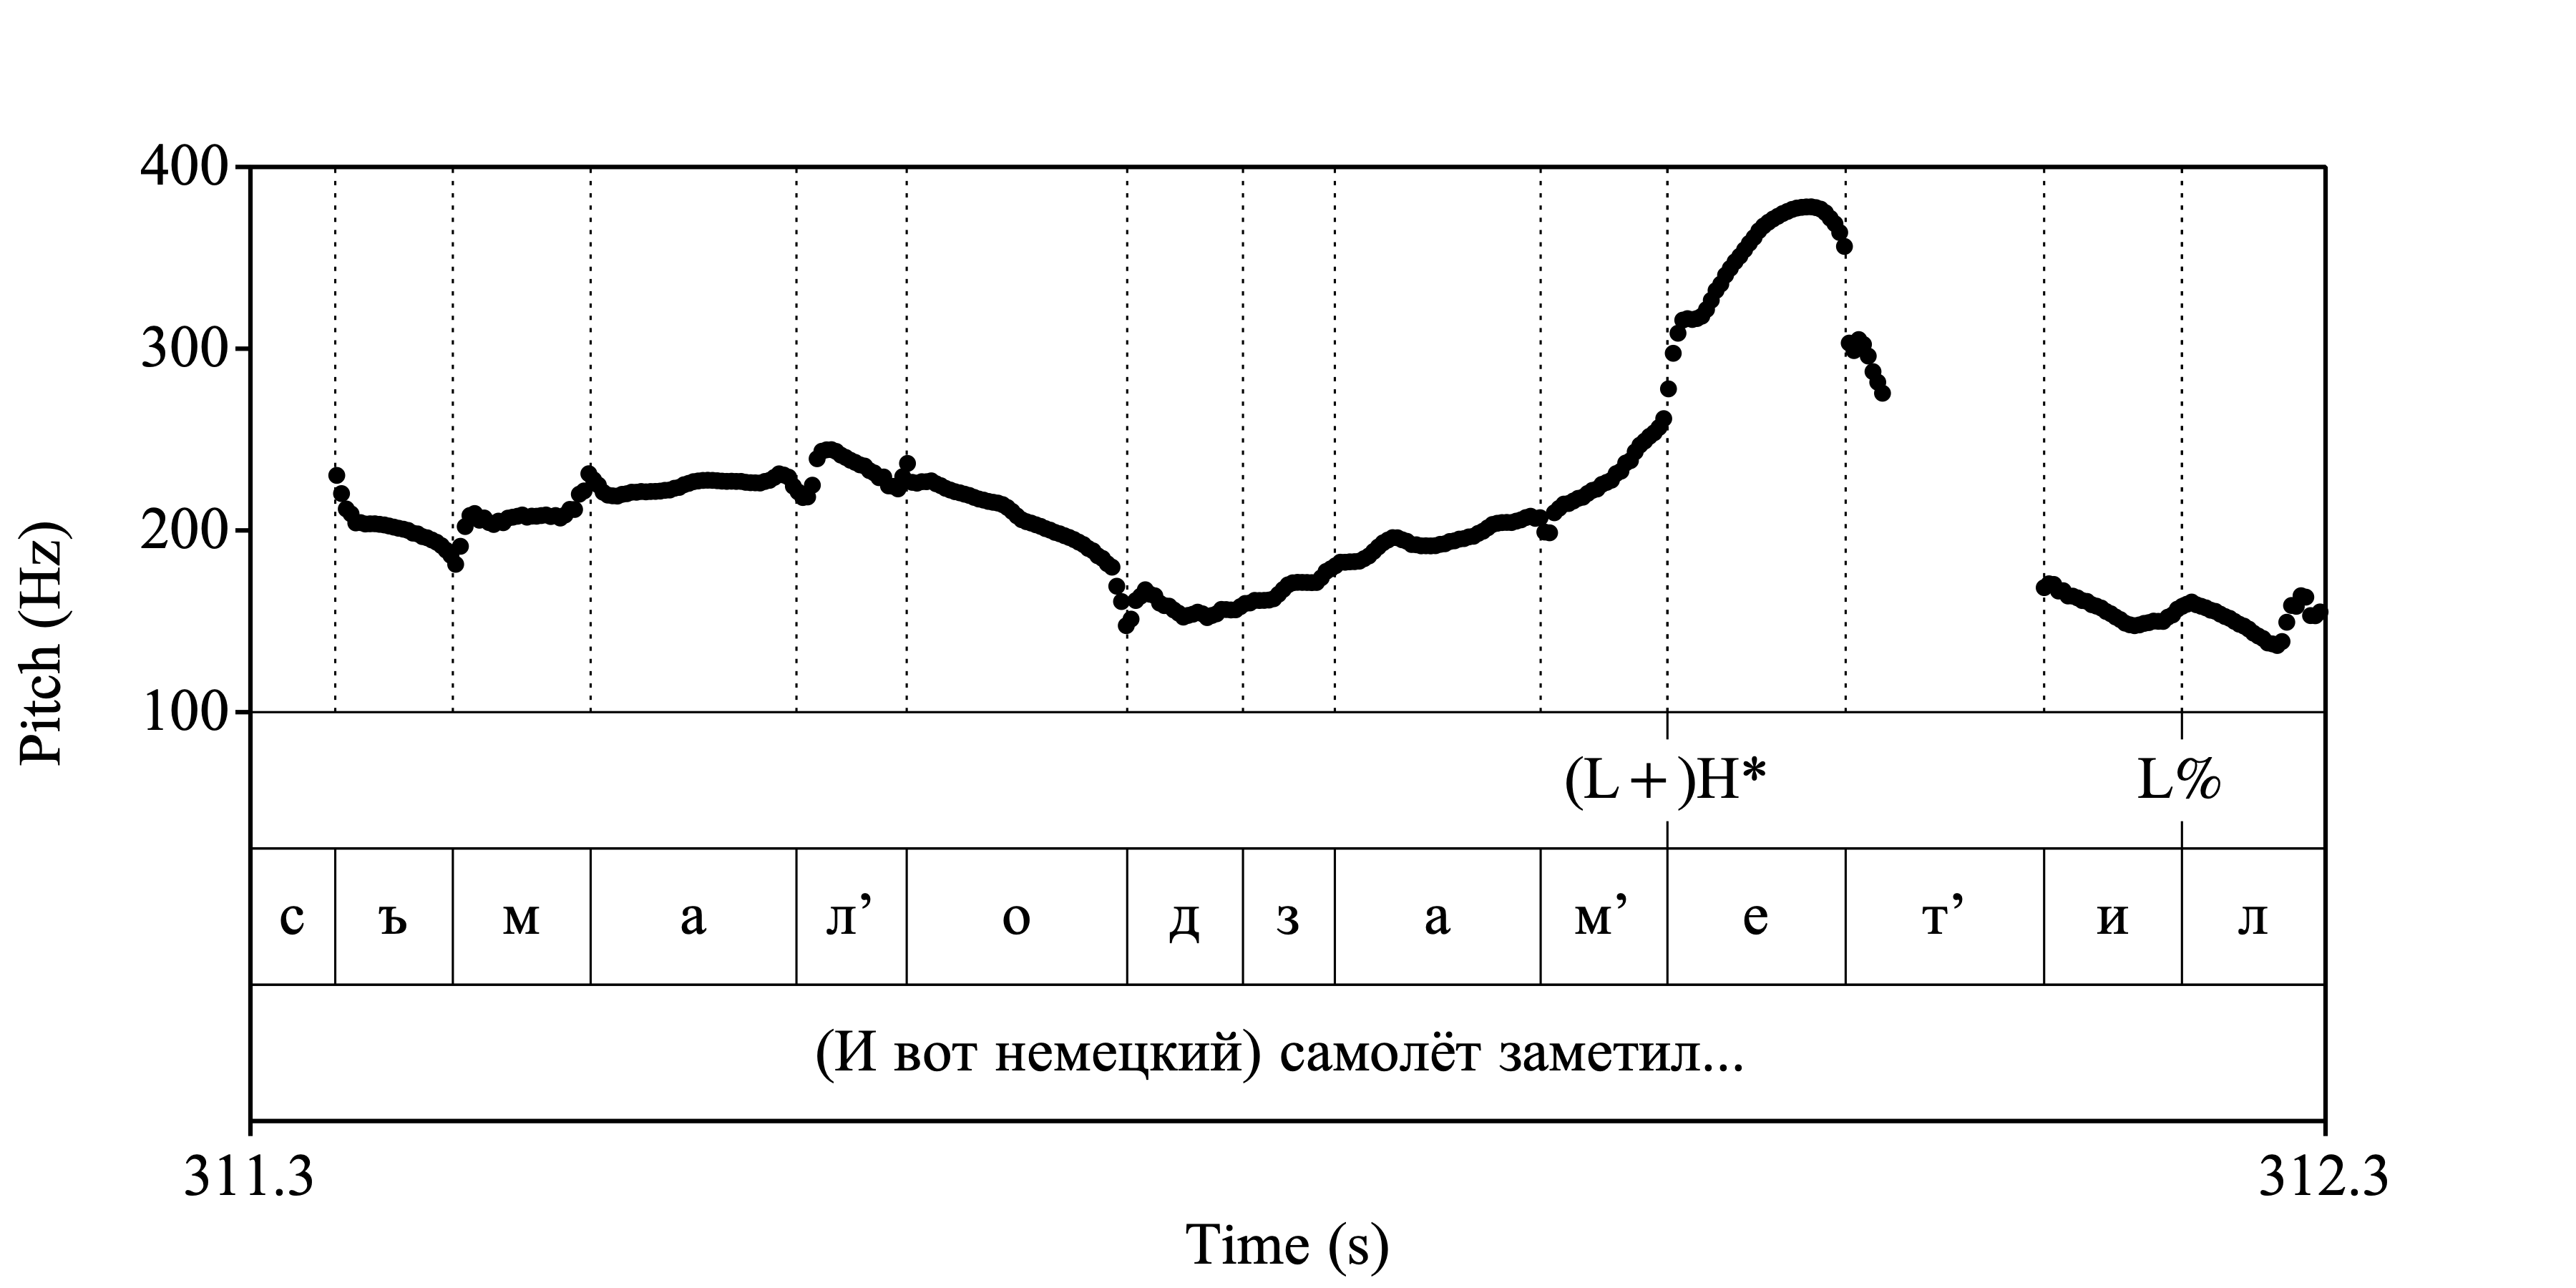 400
300
200
100
Pitch (Hz)
(L+)H* L%
с ъ м а л’ о д з а м’ е т’ и л
(И вот немецкий) самолёт заметил...
311.3 312.3
Time (s)